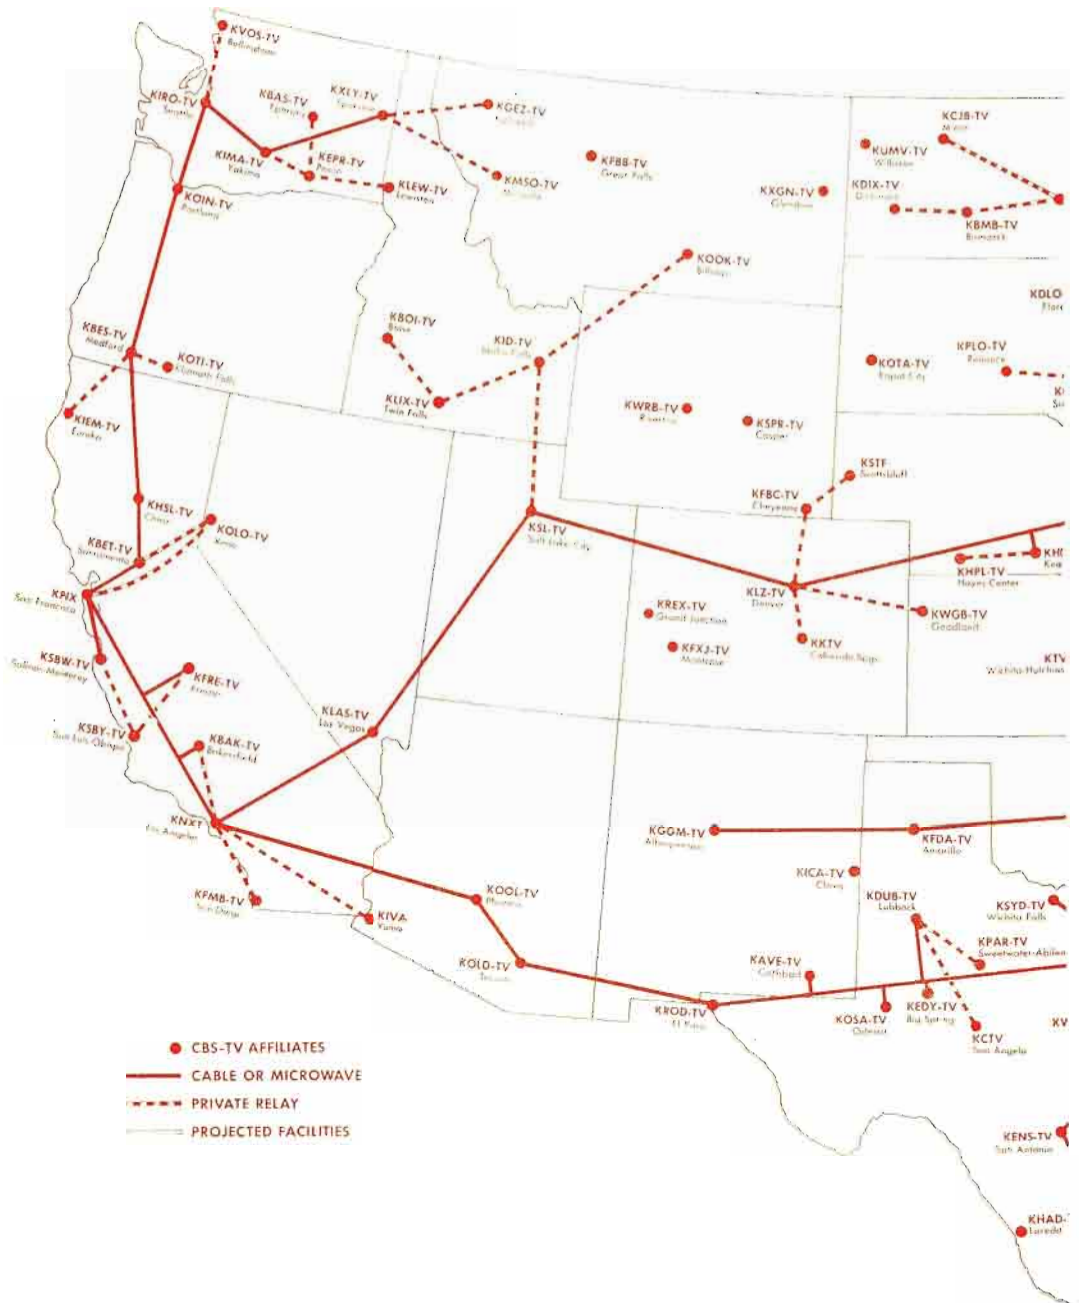 KVOS-TV
Bellingham
KIRO-TV
Seattle
KBAS-TV
Ephrata
KXLY-TV
Spokane
KGEZ-TV
KIMA-TV
Yakima
KEPR-TV
Pasco
KLEW-TV
Lewiston
KMSO-TV
Missoula
KFBB-TV
Great Falls
KXGN-TV
Glendive
KCJB-TV
Minot
KUMV-TV
Williston
KDIX-TV
Dickinson
KBMB-TV
Bismarck
KOIN-TV
Portland
KOOK-TV
Billings
KDLO
Flore
KBES-TV
Medford
KOTI-TV
Klamath Falls
KBOI-TV
Boise
KID-TV
Idaho Falls
KLIX-TV
Twin Falls
KOTA-TV
Rapid City
KPLO-TV
Reliance
KIEM-TV
Eureka
KWRB-TV
Riverton
KSPR-TV
Casper
KSTF
Scottsbluff
KFBC-TV
Cheyenne
KHSL-TV
Chico
KOLO-TV
Reno
KBET-TV
Sacramento
KSL-TV
Salt Lake City
KHPL-TV
Hayes Center
KPIX
San Francisco
KREX-TV
Grand Junction
KLZ-TV
Denver
KWGB-TV
Goodland
KKTV
Colorado Spgs.
KFXJ-TV
Montrose
KTV
Wichita-Hutchins
KSBW-TV
Salinas-Monterey
KFRE-TV
Fresno
KSBY-TV
San Luis Obispo
KBAK-TV
Bakersfield
KLAS-TV
Las Vegas
KNXT
Los Angeles
KGGM-TV
Albuquerque
KFDA-TV
Amarillo
KICA-TV
Clovis
KDUB-TV
Lubbock
KSYD-TV
Wichita Falls
KFMB-TV
San Diego
KIVA
Yuma
KOOL-TV
Phoenix
KPAR-TV
Sweetwater-Abilen
KOLD-TV
Tucson
KAVE-TV
Carlsbad
KROD-TV
El Paso
KOSA-TV
Odessa
KEDY-TV
Big Spring
KCTV
San Angelo
CBS-TV AFFILIATES
CABLE OR MICROWAVE
PRIVATE RELAY
PROJECTED FACILITIES
KENS-TV
San Antonio
KHAD-
Laredo